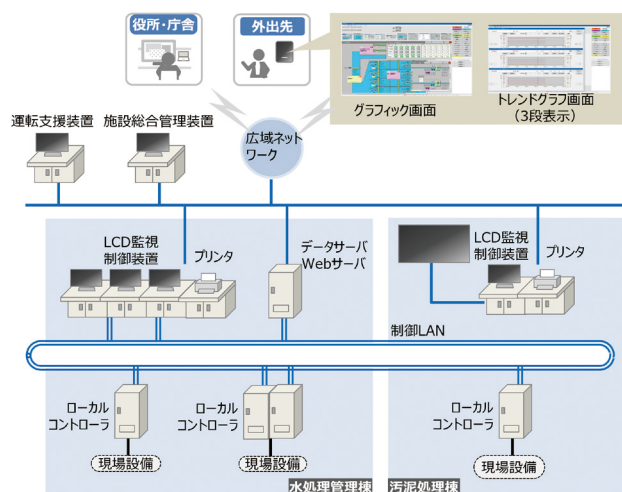 役所・庁舎
外出先
グラフィック画面
トレンドグラフ画面
(3段表示)
運転支援装置
施設総合管理装置
広域ネット
ワーク
LCD監視
制御装置
プリンタ
データサーバ
Webサーバ
LCD監視
制御装置
プリンタ
制御LAN
ローカル
コントローラ
ローカル
コントローラ
ローカル
コントローラ
現場設備
現場設備
現場設備
水処理管理棟
汚泥処理棟